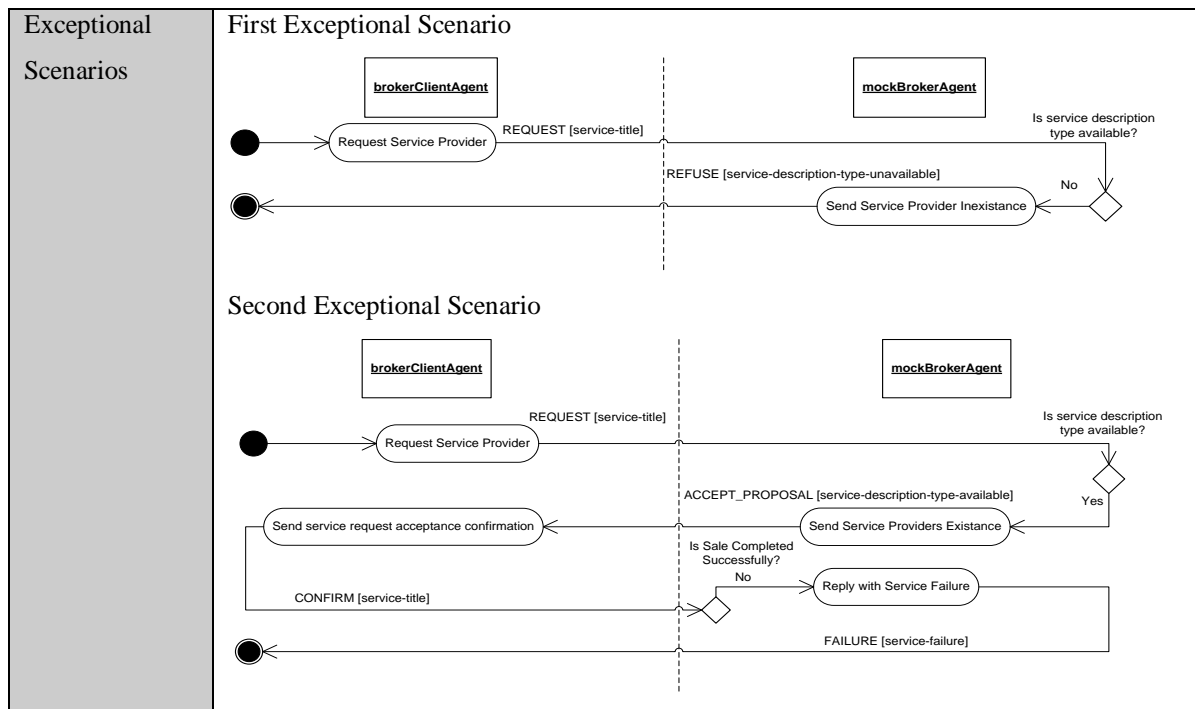 Exceptional
Scenarios
First Exceptional Scenario
brokerClientAgent
mockBrokerAgent
Is service description
type available?
REQUEST [service-title]
Request Service Provider
REFUSE [service-description-type-unavailable]
No
Send Service Provider Inexistance
Second Exceptional Scenario
brokerClientAgent
mockBrokerAgent
REQUEST [service-title]
Is service description
type available?
Request Service Provider
ACCEPT_PROPOSAL [service-description-type-available]
Yes
Send service request acceptance confirmation
Send Service Providers Existance
Is Sale Completed
Successfully?
No
Reply with Service Failure
CONFIRM [service-title]
FAILURE [service-failure]